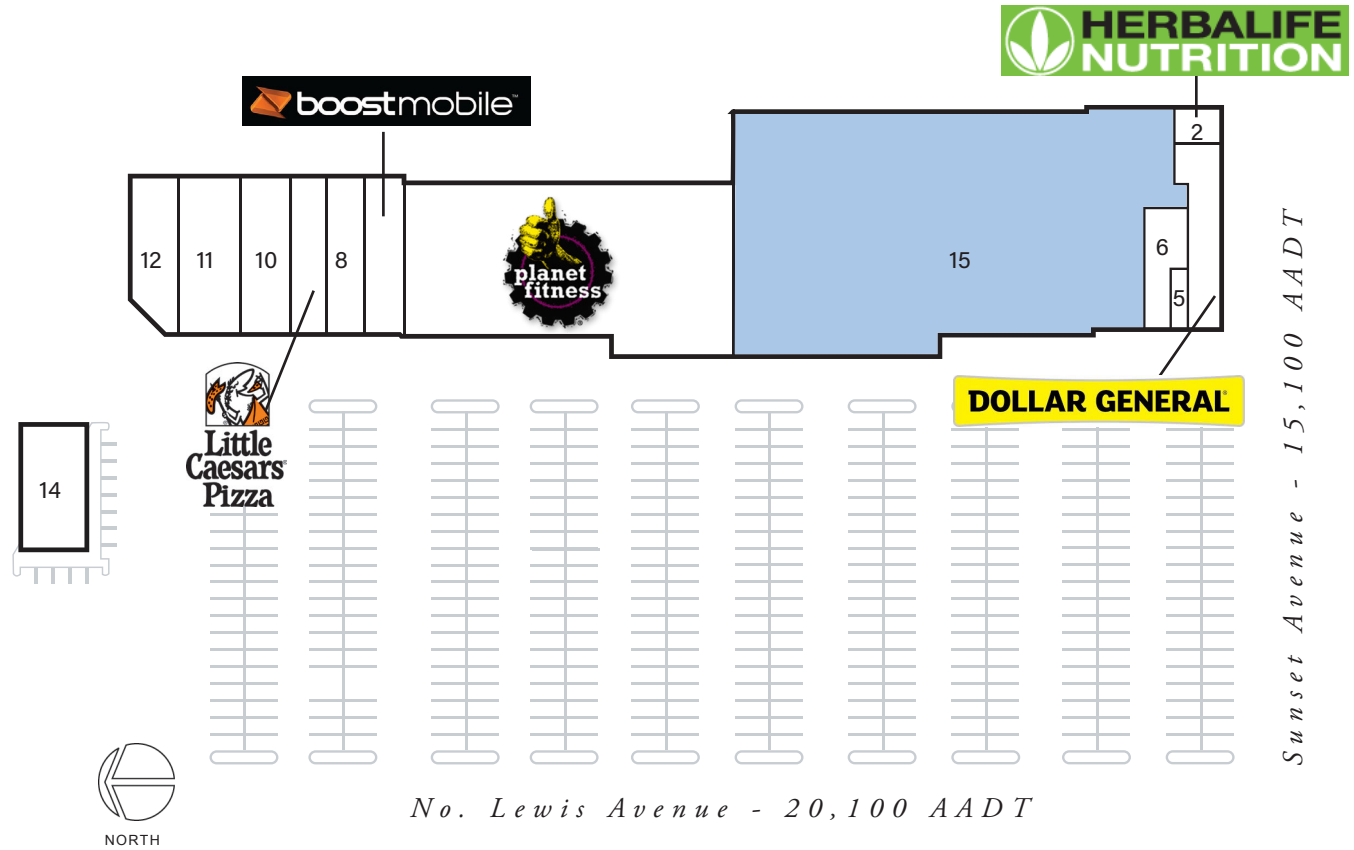 HERBALIFE
NUTRITION
boostmobile™
2
12
11
10
8
planet
fitness®
15
6
5
DOLLAR GENERAL
Little
Caesars®
Pizza
14
Sunset Avenue - 15,100 AADT
No. Lewis Avenue - 20,100 AADT
NORTH